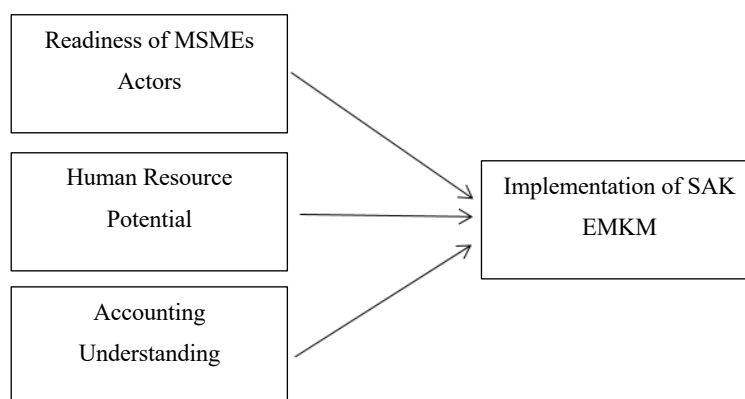 Readiness of MSMEs
Actors
Human Resource
Potential
Implementation of SAK
EMKM
Accounting
Understanding